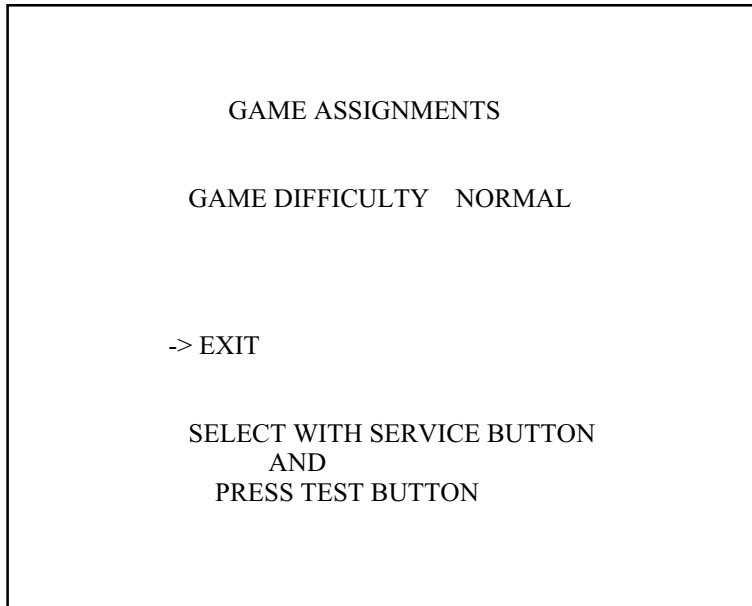 GAME ASSIGNMENTS
GAME DIFFICULTY NORMAL
-> EXIT
SELECT WITH SERVICE BUTTON
AND
PRESS TEST BUTTON